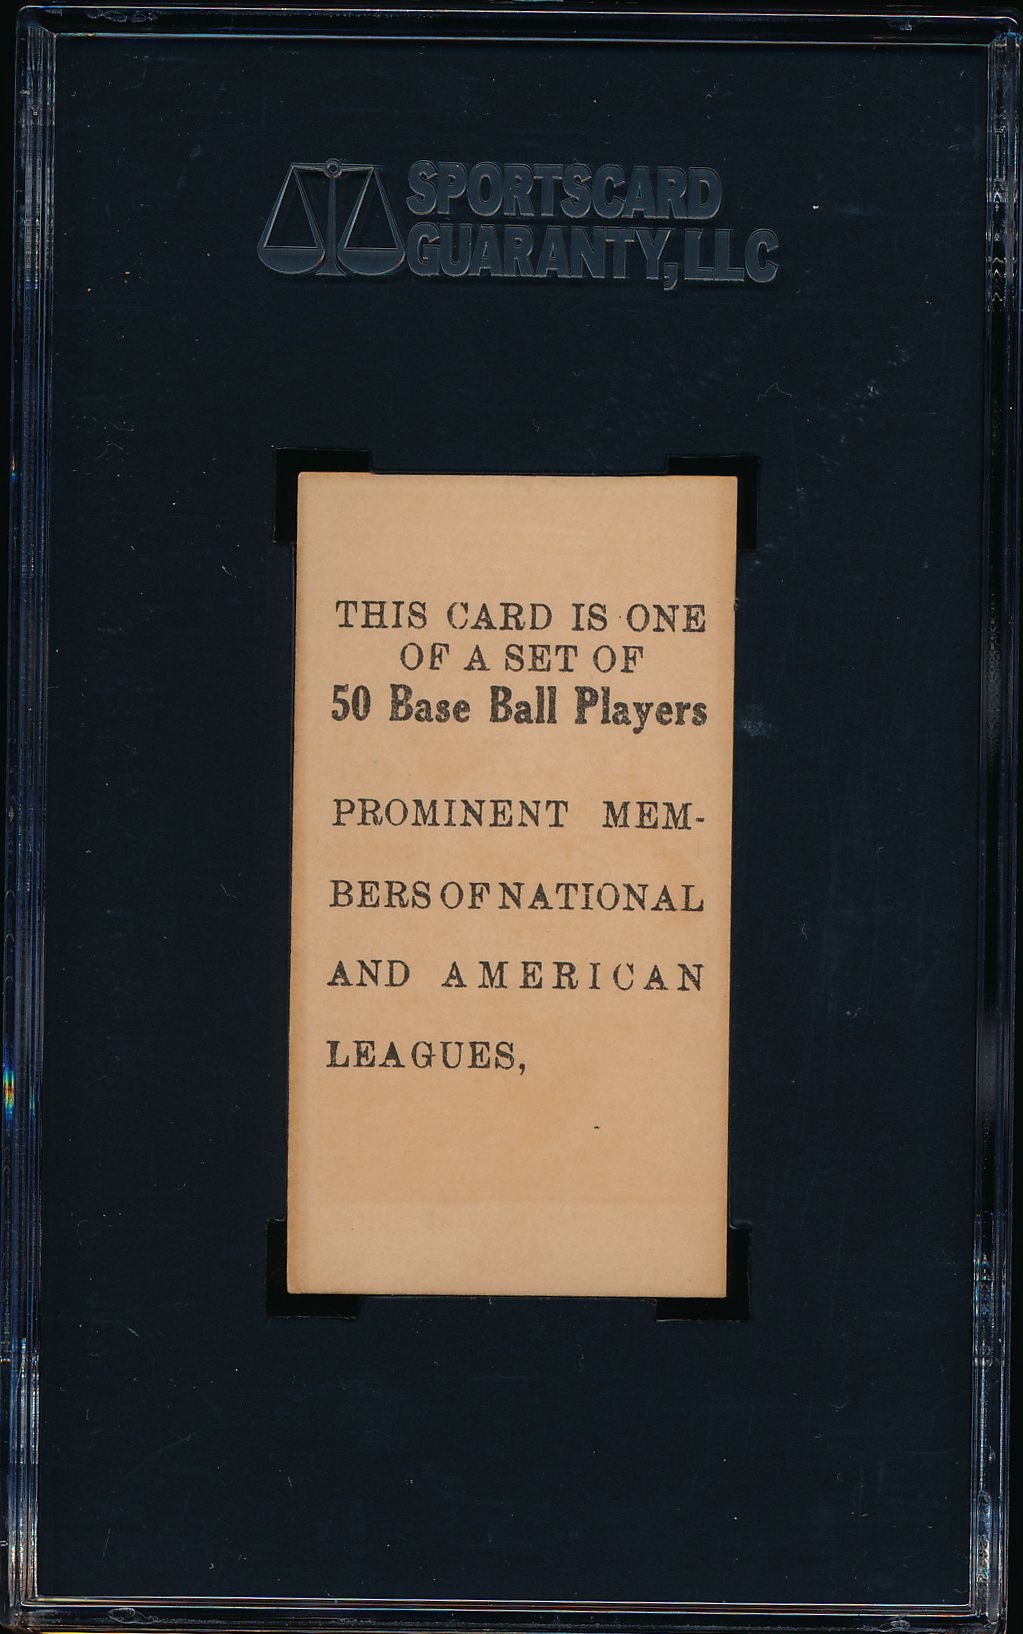 SPORTSCARD
GUARANTY, LLC
THIS CARD IS ONE
OF A SET OF
50 Base Ball Players
PROMINENT MEM-
BERS OF NATIONAL
AND AMERICAN
LEAGUES,